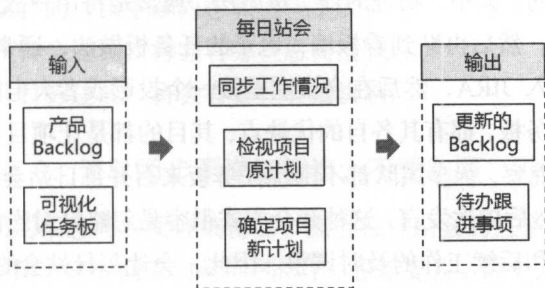 输入
产品
Backlog
可视化
任务板
每日站会
同步工作情况
检视项目
原计划
确定项目
新计划
输出
更新的
Backlog
待办跟
进事项